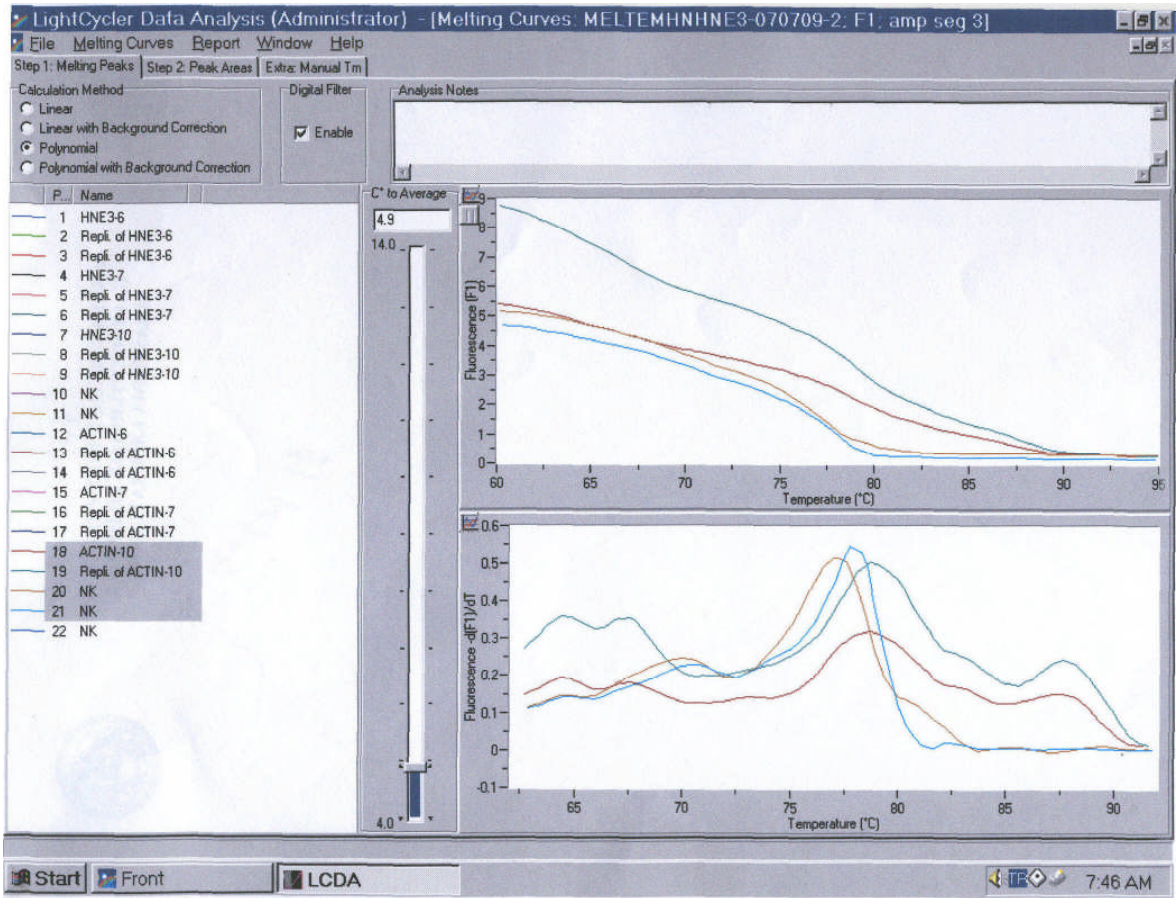 LightCycler Data Analysis (Administrator) - [Melting Curves: MELTEMHNHNE3-070709-2; F1; amp seg 3]
File Melting Curves Report Window Help
Step 1: Melting Peaks Step 2: Peak Areas Extra: Manual Tm
Calculation Method
Linear
Linear with Background Correction
Polynomial
Polynomial with Background Correction
Digital Filter
Enable
Analysis Notes
P... Name
1 HNE3-6
2 Repli. of HNE3-6
3 Repli. of HNE3-6
4 HNE3-7
5 Repli. of HNE3-7
6 Repli. of HNE3-7
7 HNE3-10
8 Repli. of HNE3-10
9 Repli. of HNE3-10
10 NK
11 NK
12 ACTIN-6
13 Repli. of ACTIN-6
14 Repli. of ACTIN-6
15 ACTIN-7
16 Repli. of ACTIN-7
17 Repli. of ACTIN-7
18 ACTIN-10
19 Repli. of ACTIN-10
20 NK
21 NK
22 NK
C° to Average
4.9
14.0
4.0
Fluorescence (F1)
9
8
7
6
5
4
3
2
1
0
60 65 70 75 80 85 90 95
Temperature (°C)
Fluorescence -d(F1)/dT
0.6
0.5
0.4
0.3
0.2
0.1
0
-0.1
65 70 75 80 85 90
Temperature (°C)
Start Front LCDA TR 7:46 AM